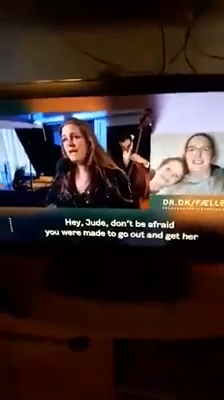 DR.DK/FÆLLE
Hey, Jude, don't be afraid
you were made to go out and get her